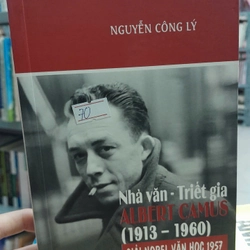 NGUYỄN CÔNG LÝ
70
Nhà văn - Triết gia
ALBERT CAMUS
(1913 - 1960)
GIẢI NOBEL VĂN HỌC 1957